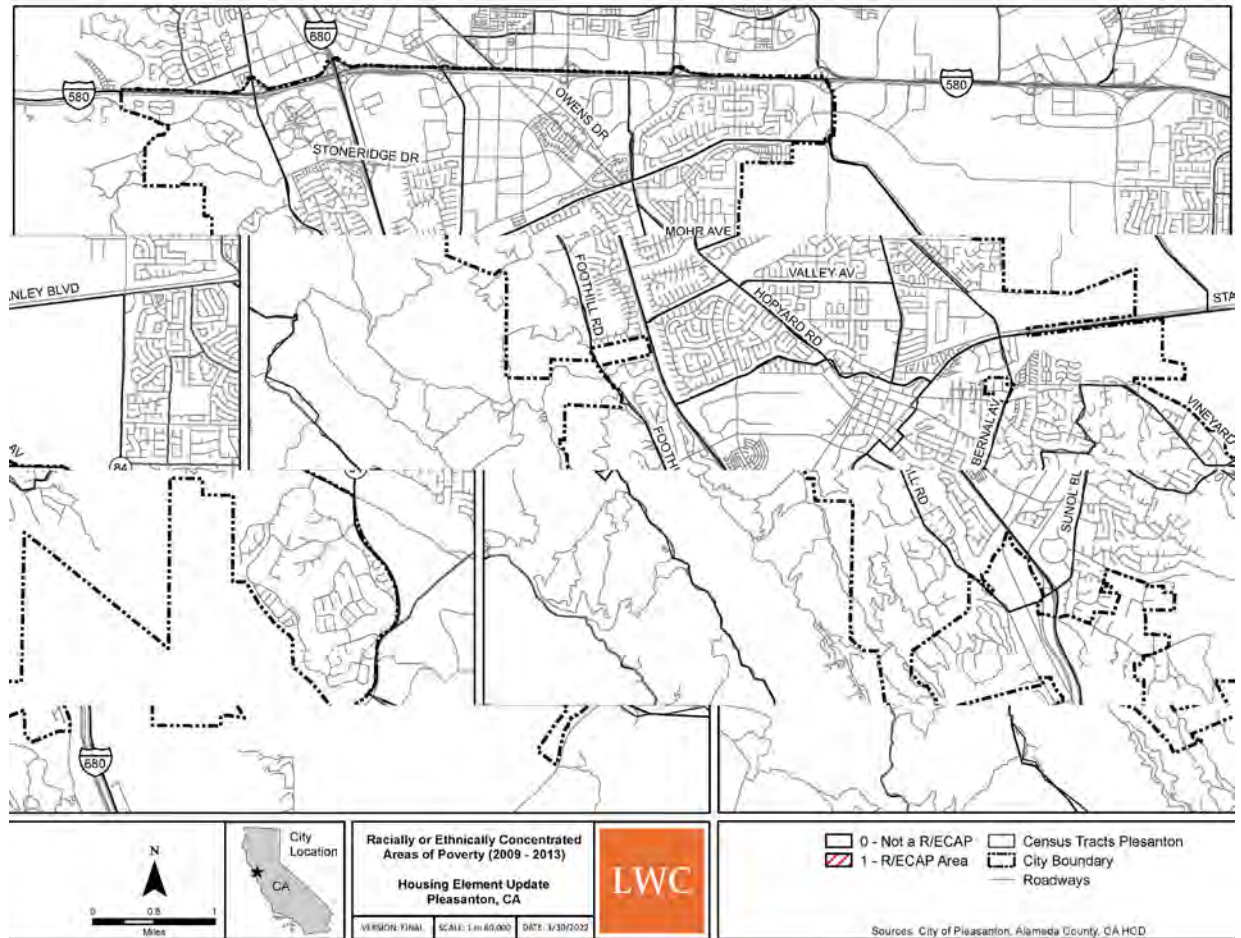 680
580
580
OWENS DR
STONERIDGE DR
MOHR AVE
ANLEY BLVD
FOOTHILL RD
VALLEY AV
HOPYARD RD
STA
BERNAL AV
VINEYARD
FOOTH
84
AV
ILL RD
SUNOL BL
680
N
0 0.5 1
Miles
City
Location
CA
Racially or Ethnically Concentrated
Areas of Poverty (2009 - 2013)
Housing Element Update
Pleasanton, CA
VERSION: FINAL
SCALE: 1 in 60,000
DATE: 3/30/2022
LWC
0 - Not a R/ECAP
1 - R/ECAP Area
Census Tracts Plesanton
City Boundary
Roadways
Sources: City of Pleasanton, Alameda County, CA HCD